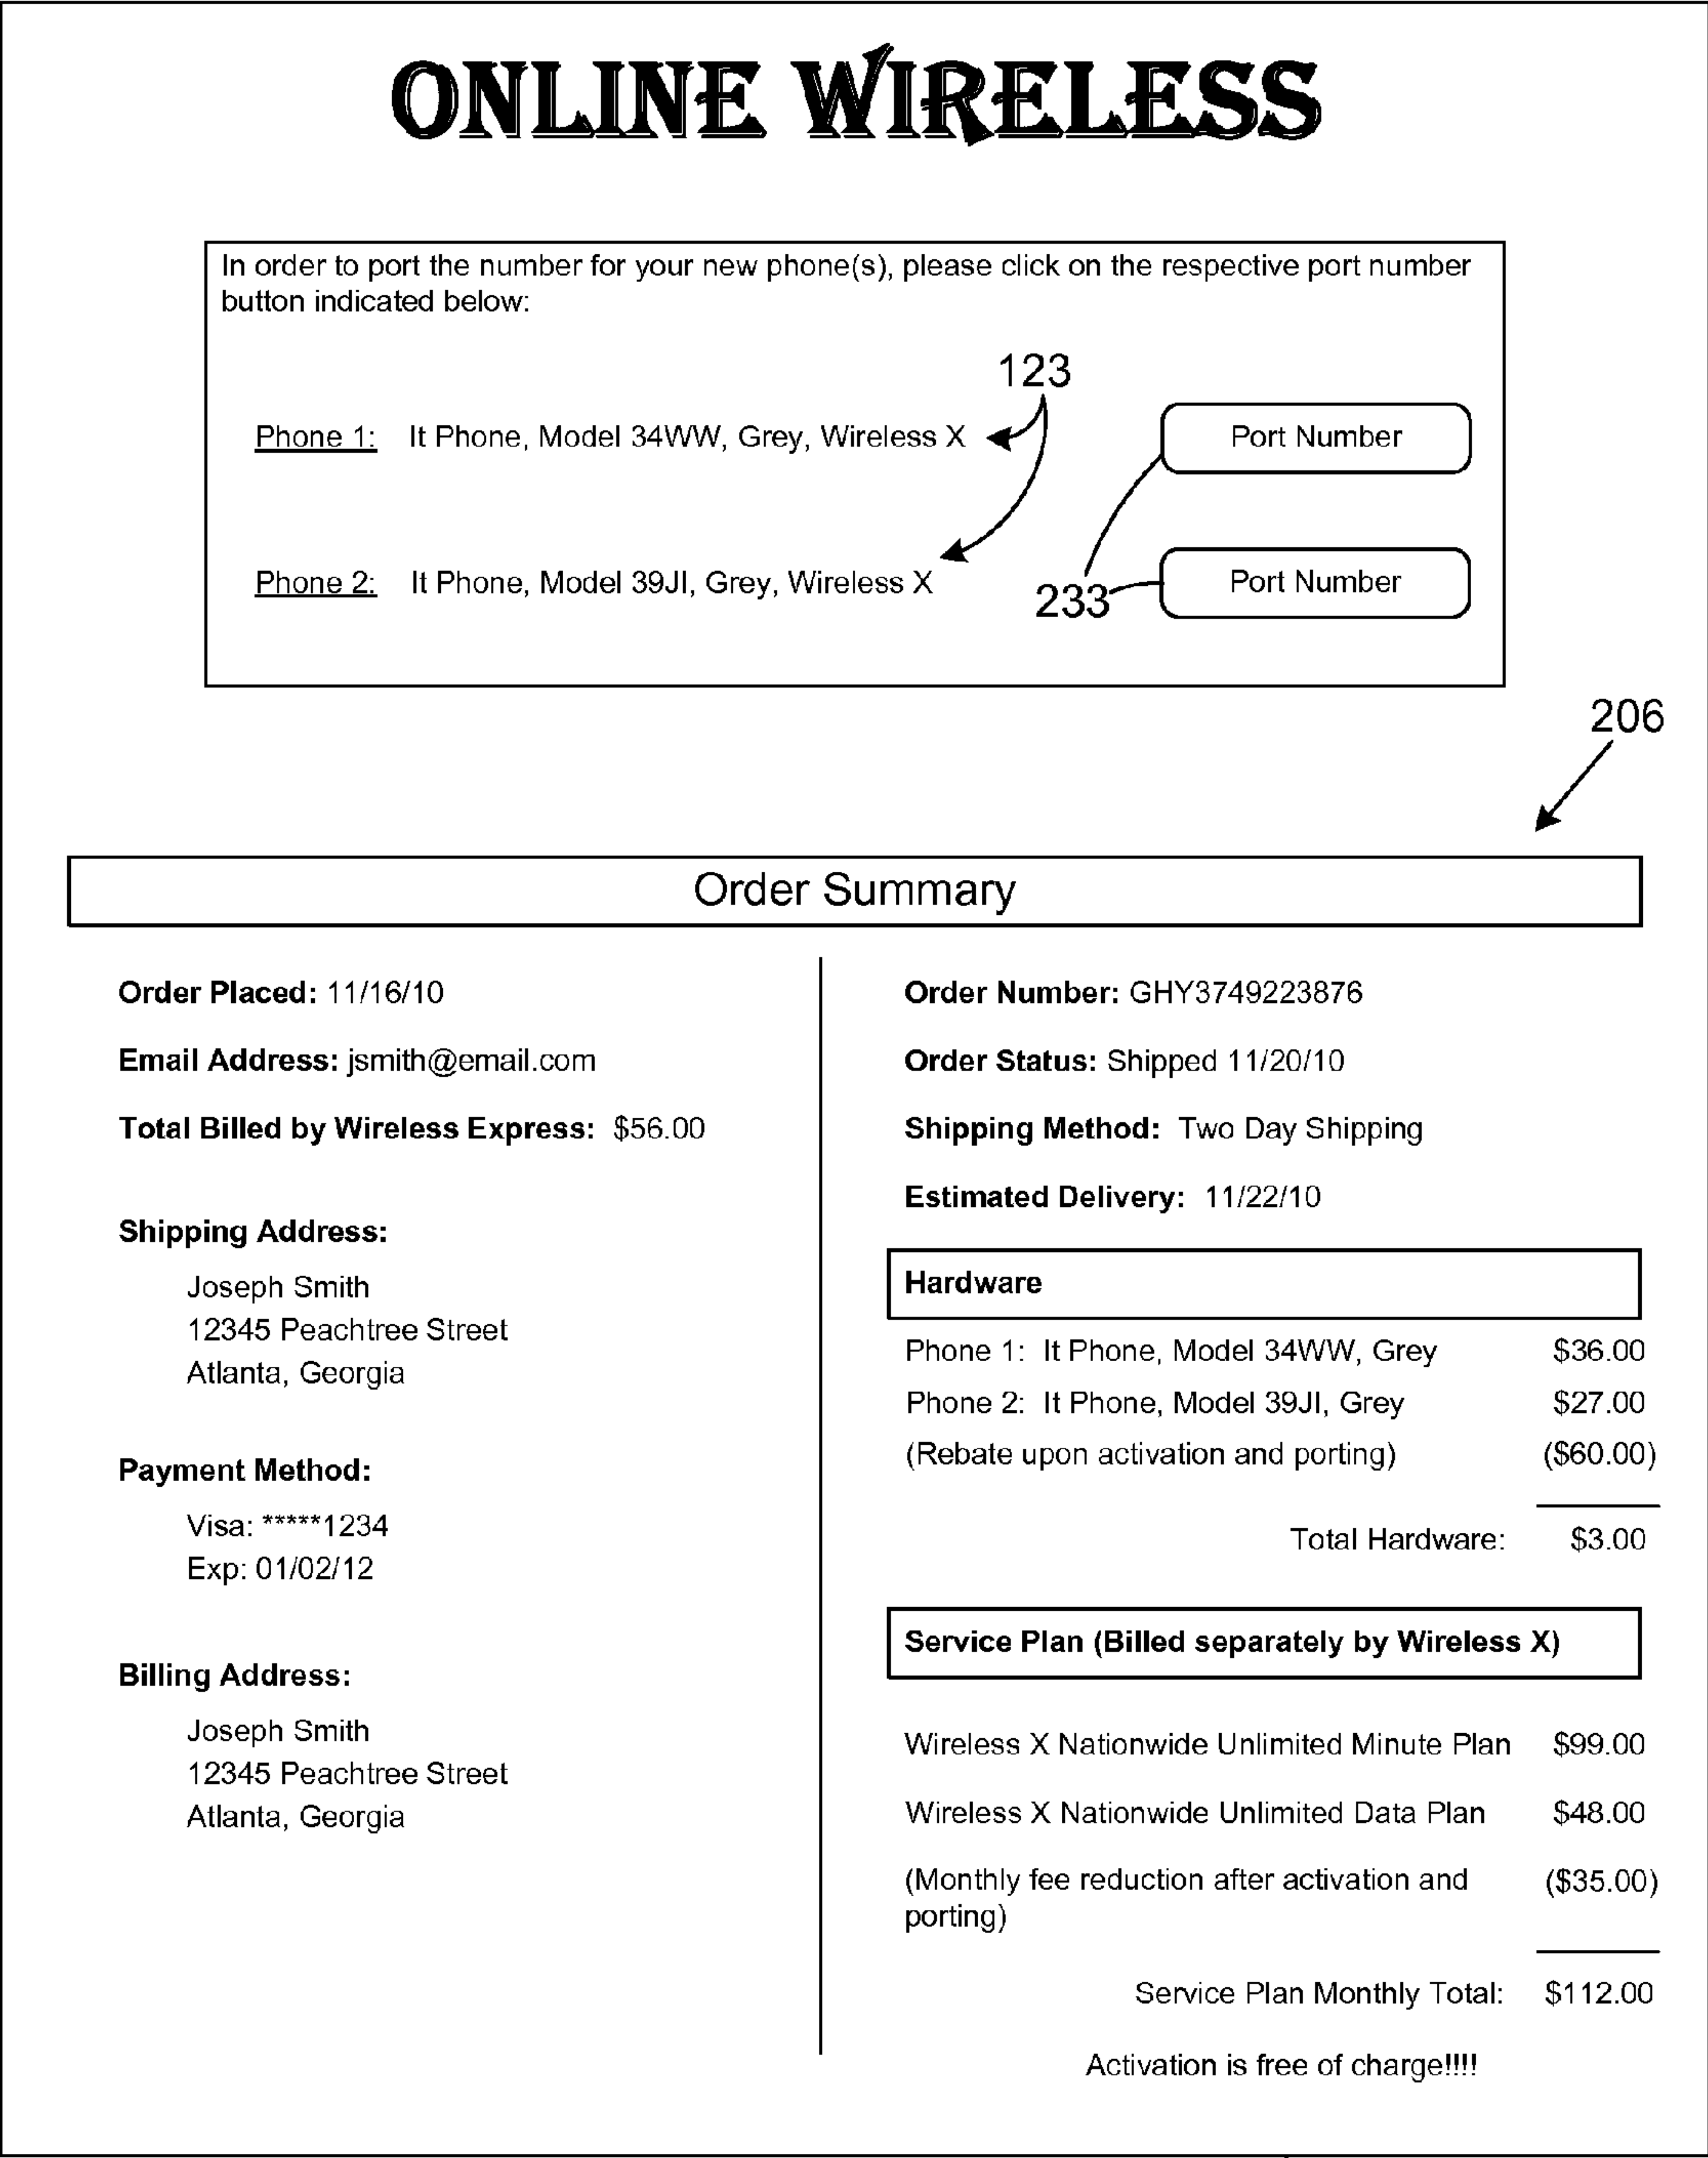 ONLINE WIRELESS
In order to port the number for your new phone(s), please click on the respective port number
button indicated below:
123
Phone 1: It Phone, Model 34WW, Grey, Wireless X
Port Number
Phone 2: It Phone, Model 39JI, Grey, Wireless X
233
Port Number
206
Order Summary
Order Placed: 11/16/10
Email Address: jsmith@email.com
Total Billed by Wireless Express: $56.00
Shipping Address:
Joseph Smith
12345 Peachtree Street
Atlanta, Georgia
Payment Method:
Visa: *****1234
Exp: 01/02/12
Billing Address:
Joseph Smith
12345 Peachtree Street
Atlanta, Georgia
Order Number: GHY3749223876
Order Status: Shipped 11/20/10
Shipping Method: Two Day Shipping
Estimated Delivery: 11/22/10
Hardware
Phone 1: It Phone, Model 34WW, Grey $36.00
Phone 2: It Phone, Model 39JI, Grey $27.00
(Rebate upon activation and porting) ($60.00)
Total Hardware: $3.00
Service Plan (Billed separately by Wireless X)
Wireless X Nationwide Unlimited Minute Plan $99.00
Wireless X Nationwide Unlimited Data Plan $48.00
(Monthly fee reduction after activation and ($35.00)
porting)
Service Plan Monthly Total: $112.00
Activation is free of charge!!!!